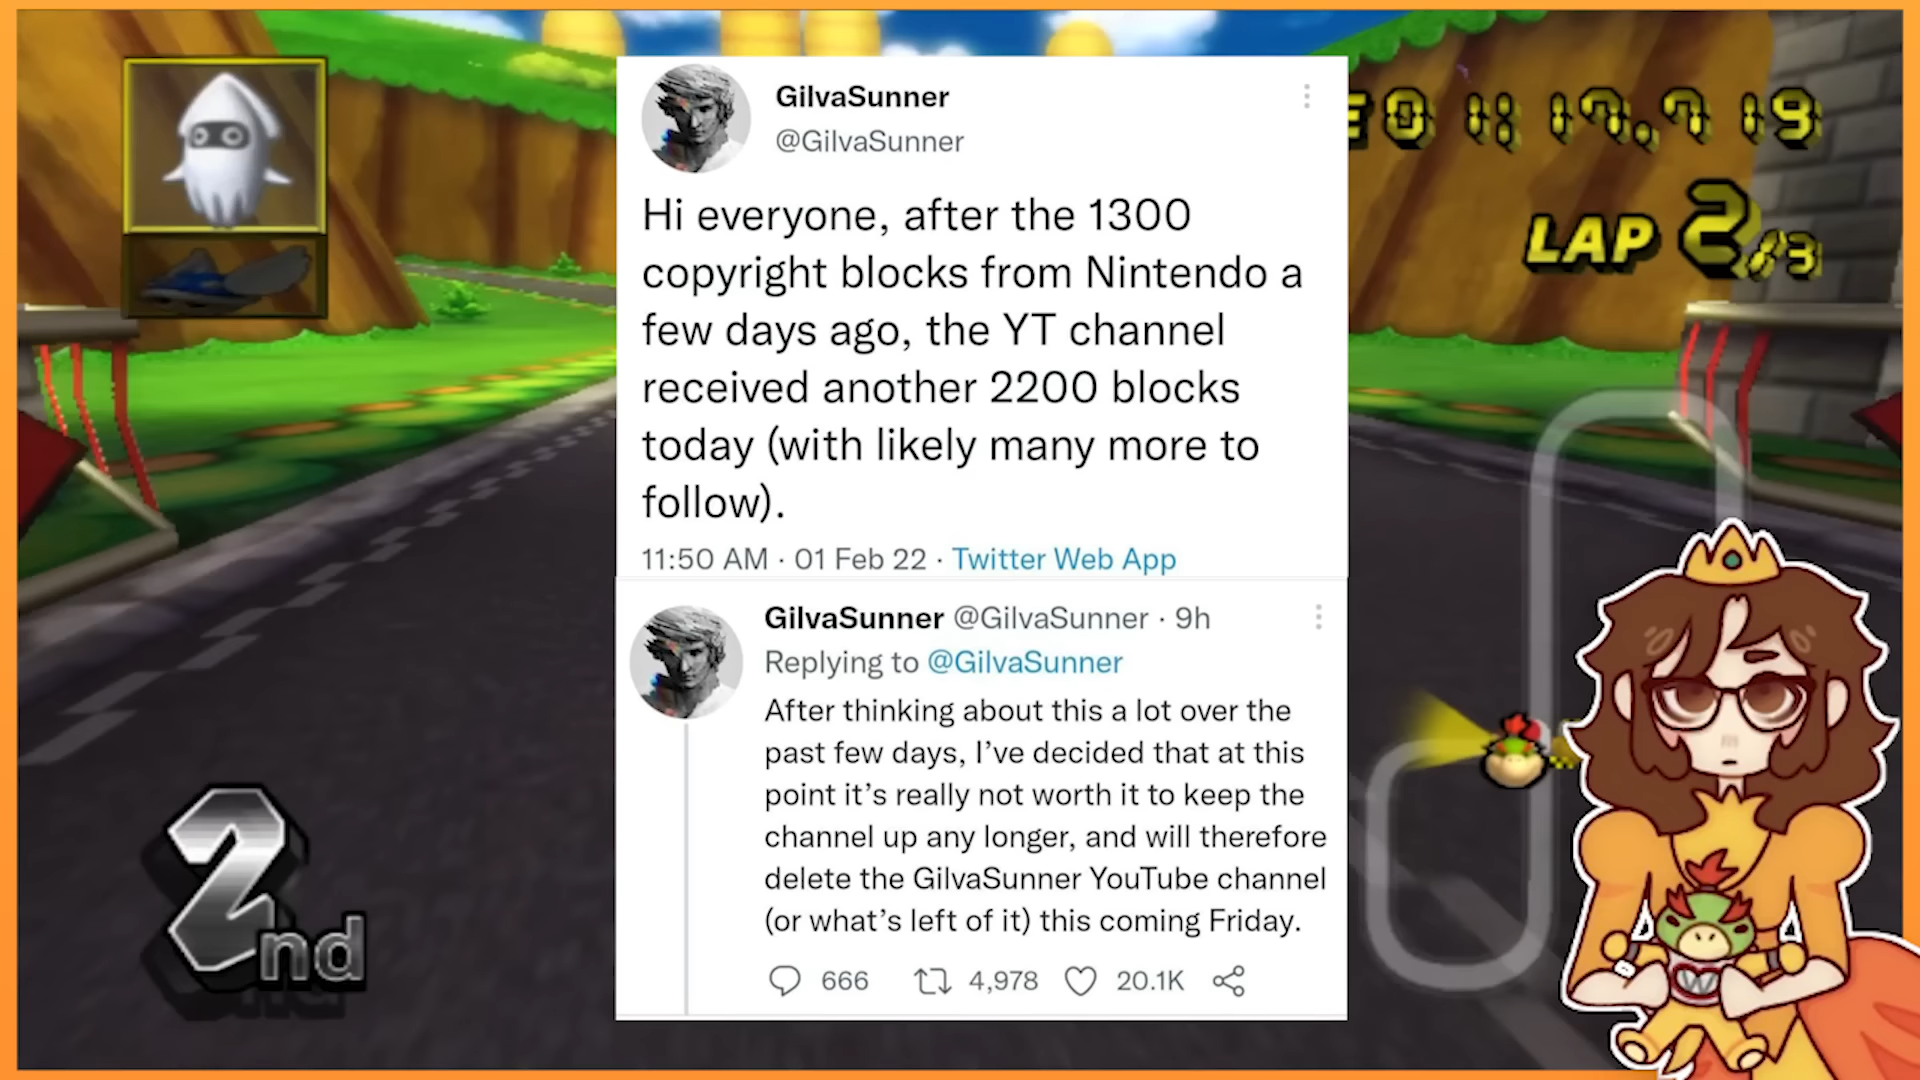 GilvaSunner
@GilvaSunner
Hi everyone, after the 1300
copyright blocks from Nintendo a
few days ago, the YT channel
received another 2200 blocks
today (with likely many more to
follow).
11:50 AM · 01 Feb 22 · Twitter Web App
GilvaSunner @GilvaSunner · 9h
Replying to @GilvaSunner
After thinking about this a lot over the
past few days, I've decided that at this
point it's really not worth it to keep the
channel up any longer, and will therefore
delete the GilvaSunner YouTube channel
(or what's left of it) this coming Friday.
666 4,978 20.1K
01:17.719
LAP 2/3
2nd